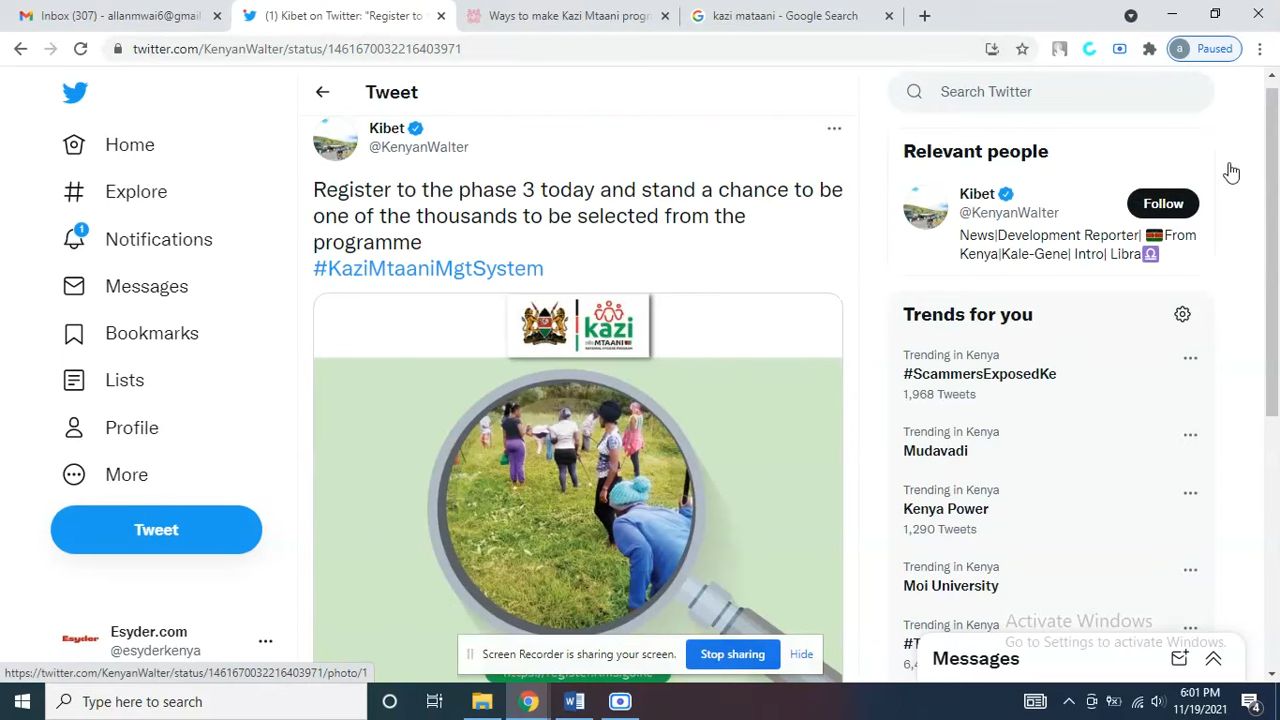 Inbox (307) - allanmwai6@gmail
(1) Kibet on Twitter: "Register to
Ways to make Kazi Mtaani progr
kazi mataani - Google Search
twitter.com/KenyanWalter/status/1461670032216403971
a Paused
Home
Explore
1
Notifications
Messages
Bookmarks
Lists
Profile
More
Tweet
Esyder.com
@esyderkenya
Tweet
Kibet
@KenyanWalter
Register to the phase 3 today and stand a chance to be
one of the thousands to be selected from the
programme
#KaziMtaaniMgtSystem
kazi
MTAANI
NATIONAL HYGIENE PROGRAM
Search Twitter
Relevant people
Kibet
@KenyanWalter
Follow
News|Development Reporter| From
Kenya|Kale-Gene| Intro| Libra
Trends for you
Trending in Kenya
#ScammersExposedKe
1,968 Tweets
Trending in Kenya
Mudavadi
Trending in Kenya
Kenya Power
1,290 Tweets
Trending in Kenya
Moi University
Trending in Kenya
Activate Windows
Go to Settings to activate Windows.
Messages
Screen Recorder is sharing your screen.
Stop sharing
Hide
https://twitter.com/KenyanWalter/status/1461670032216403971/photo/1
Type here to search
6:01 PM
11/19/2021
4